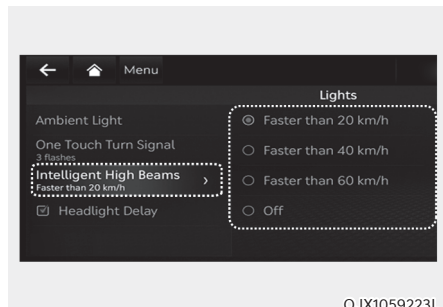 Menu
Lights
Ambient Light
One Touch Turn Signal
3 flashes
Intelligent High Beams
Faster than 20 km/h
Headlight Delay
Faster than 20 km/h
Faster than 40 km/h
Faster than 60 km/h
Off
OJX1059223L